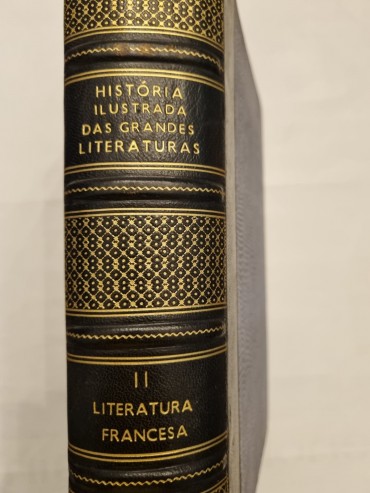 HISTÓRIA
ILUSTRADA
DAS GRANDES
LITERATURAS
II
LITERATURA
FRANCESA